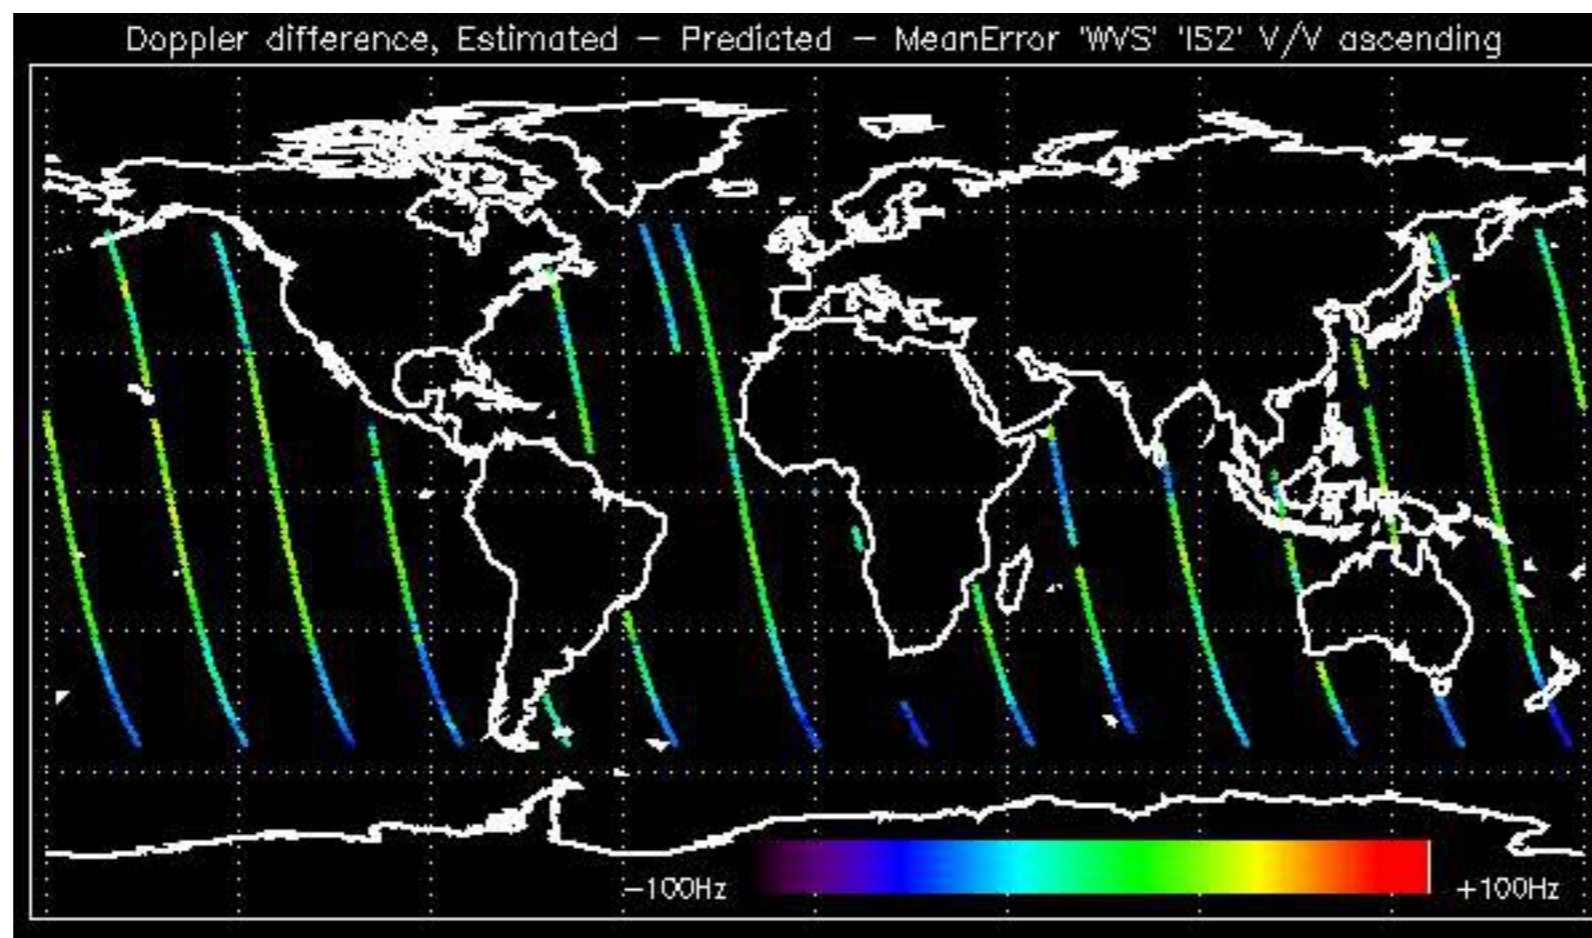 Doppler difference, Estimated – Predicted – MeanError 'WVS' 'IS2' V/V ascending
–100Hz +100Hz